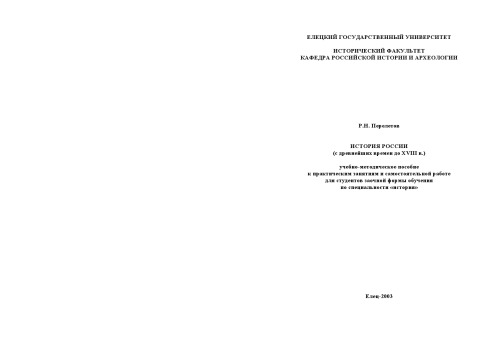 ЕЛЕЦКИЙ ГОСУДАРСТВЕННЫЙ УНИВЕРСИТЕТ
ИСТОРИЧЕСКИЙ ФАКУЛЬТЕТ
КАФЕДРА РОССИЙСКОЙ ИСТОРИИ И АРХЕОЛОГИИ
Р.Н.
ИСТОРИЯ РОССИИ
(с древнейших времен до XVIII в.)
учебно-методическое пособие
к практическим занятиям и самостоятельной работе
для студентов заочной формы обучения
по специальности «история»
Елец-2003